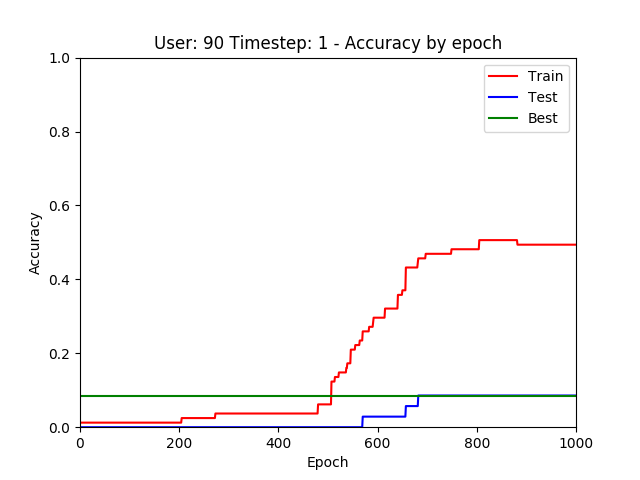 User: 90 Timestep: 1 - Accuracy by epoch
1.0
0.8
0.6
0.4
0.2
0.0
Accuracy
Train
Test
Best
0 200 400 600 800 1000
Epoch